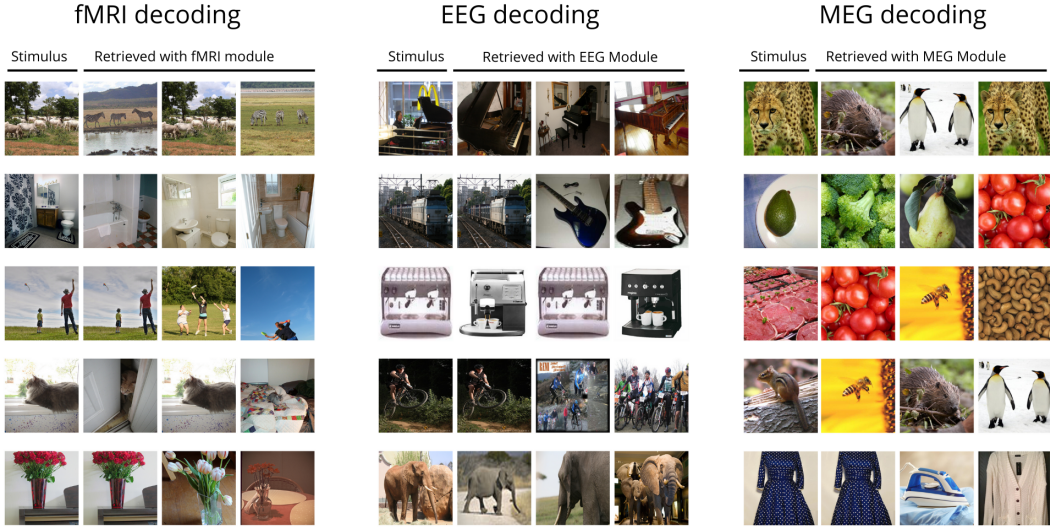 fMRI decoding
EEG decoding
MEG decoding
Stimulus
Retrieved with fMRI module
Stimulus
Retrieved with EEG Module
Stimulus
Retrieved with MEG Module